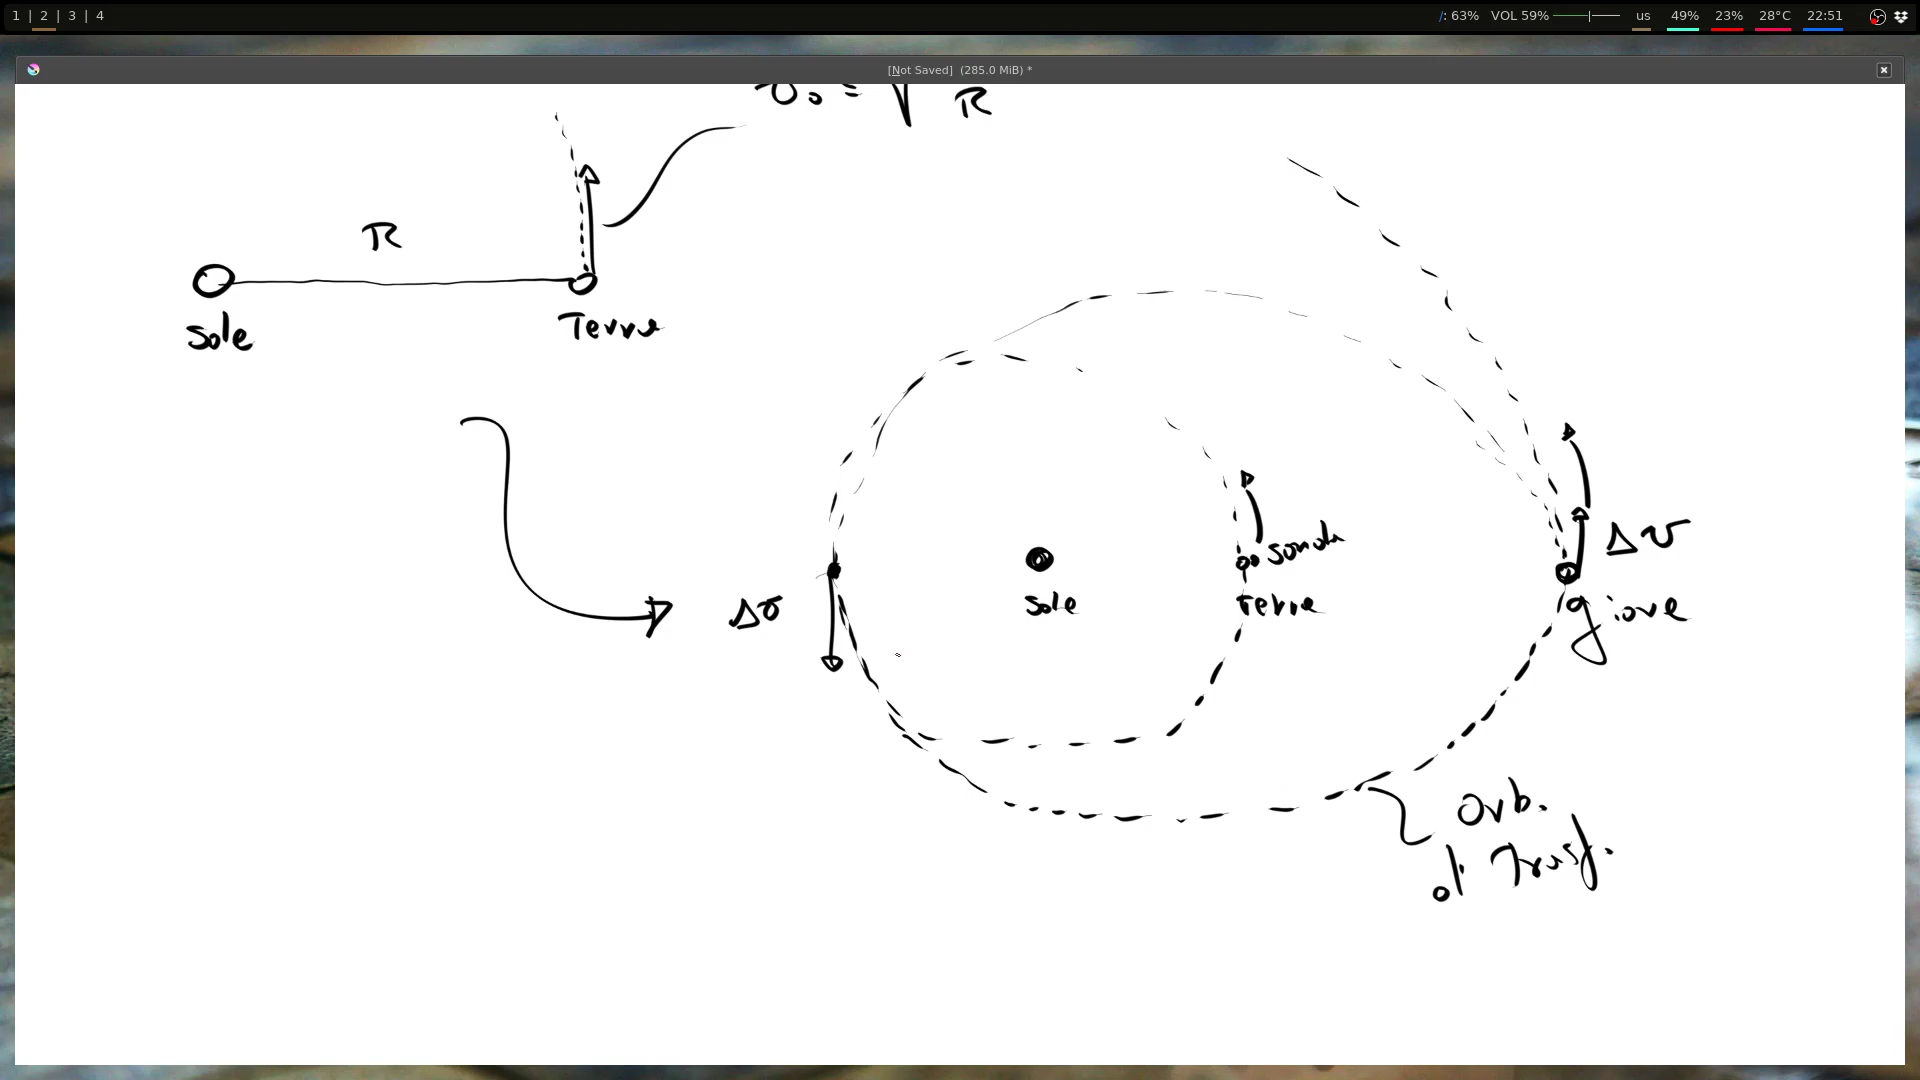 1 | 2 | 3 | 4
/: 63% VOL 59% us 49% 23% 28°C 22:51
[Not Saved] (285.0 MiB) *
R
R
Sole
Terra
Δv
Sole
sonda
Terra
Δv
giove
Orb.
di Trasf.